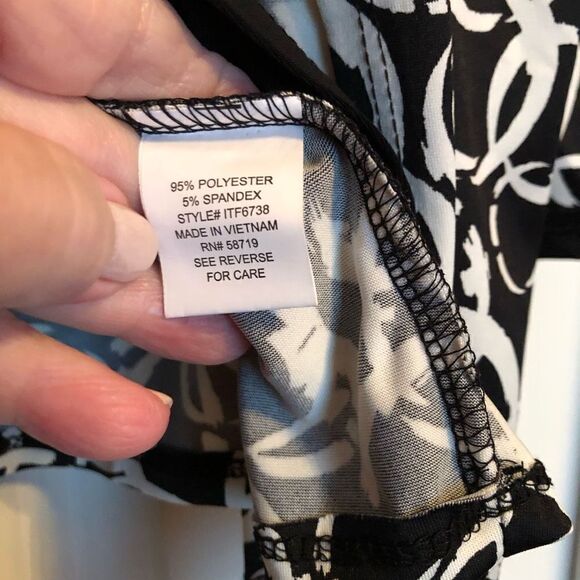 95% POLYESTER
5% SPANDEX
STYLE# ITF6738
MADE IN VIETNAM
RN# 58719
SEE REVERSE
FOR CARE